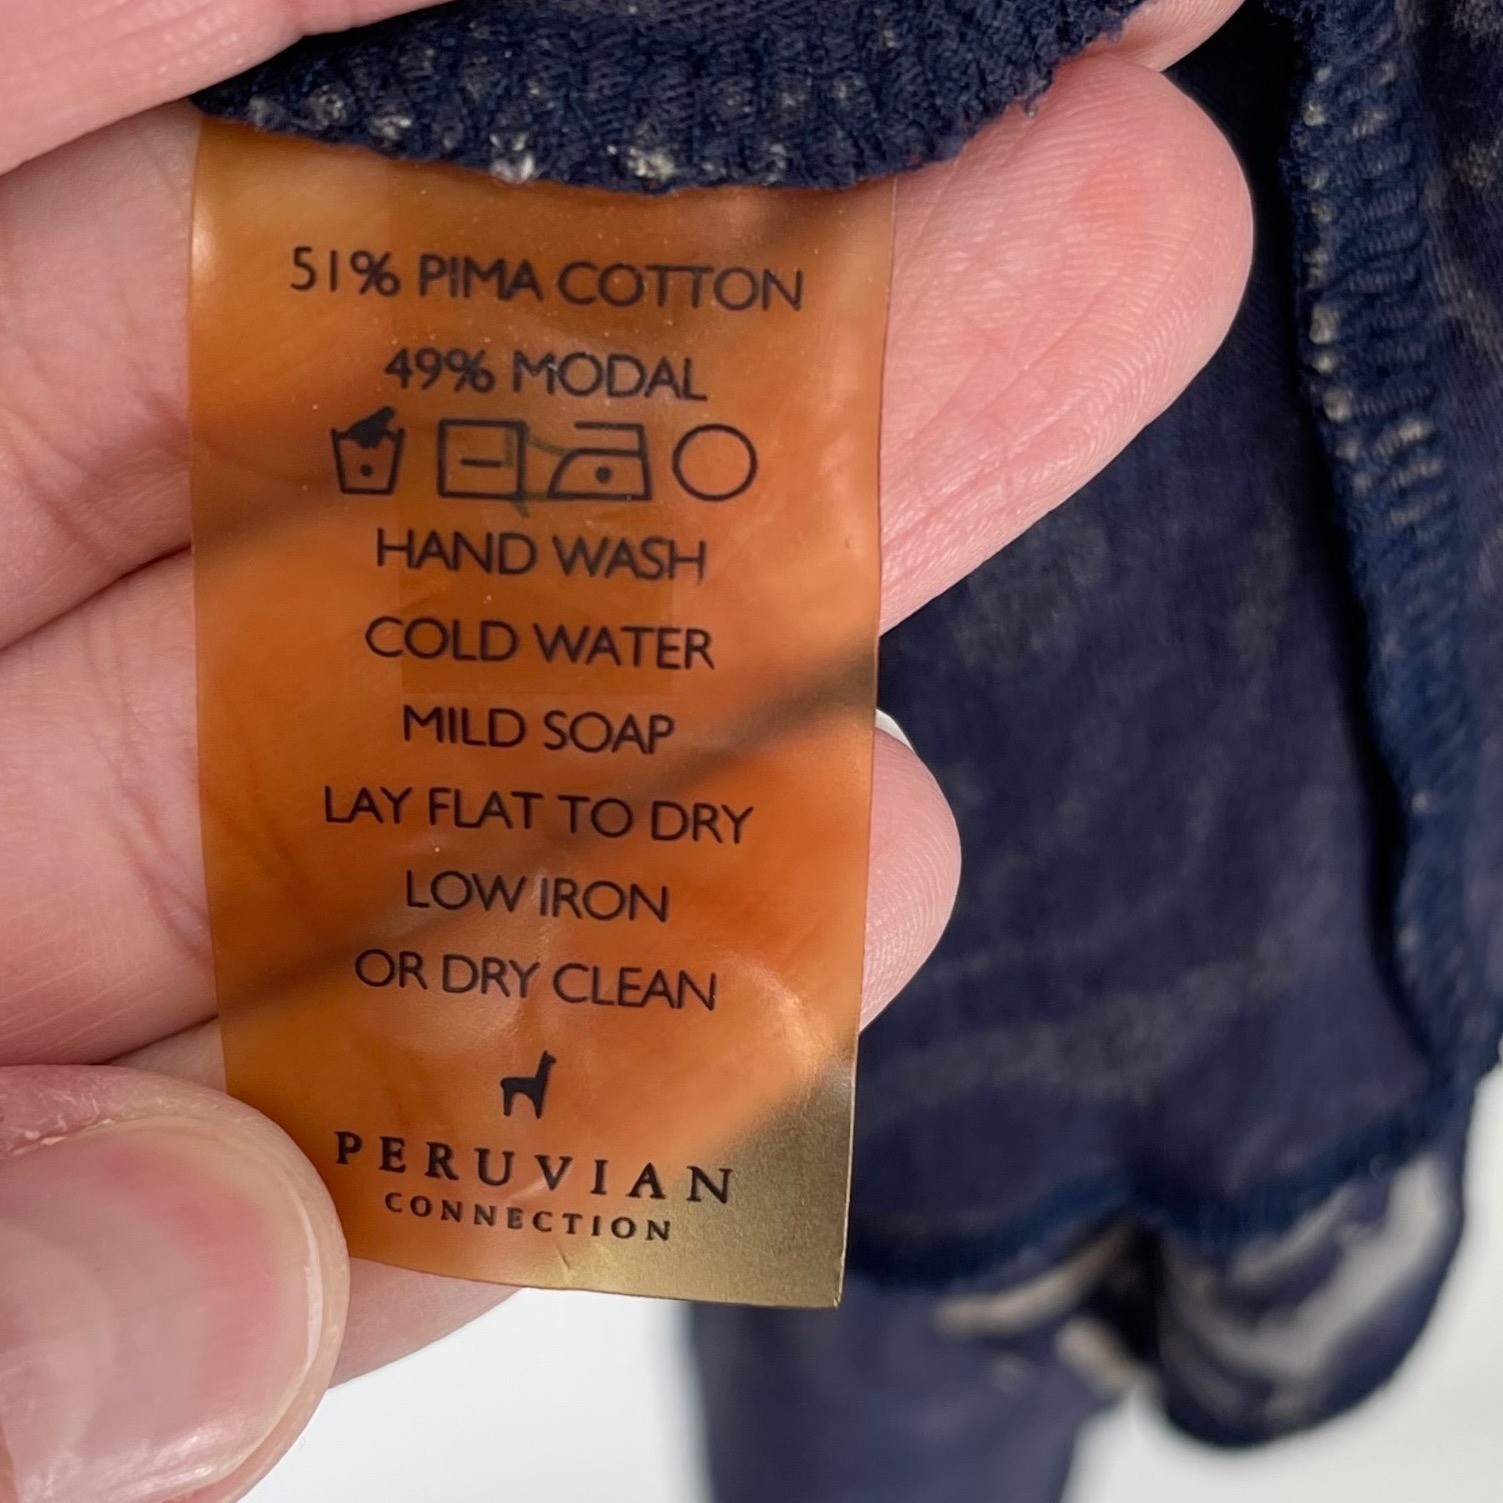 51% PIMA COTTON
49% MODAL
HAND WASH
COLD WATER
MILD SOAP
LAY FLAT TO DRY
LOW IRON
OR DRY CLEAN
PERUVIAN
CONNECTION